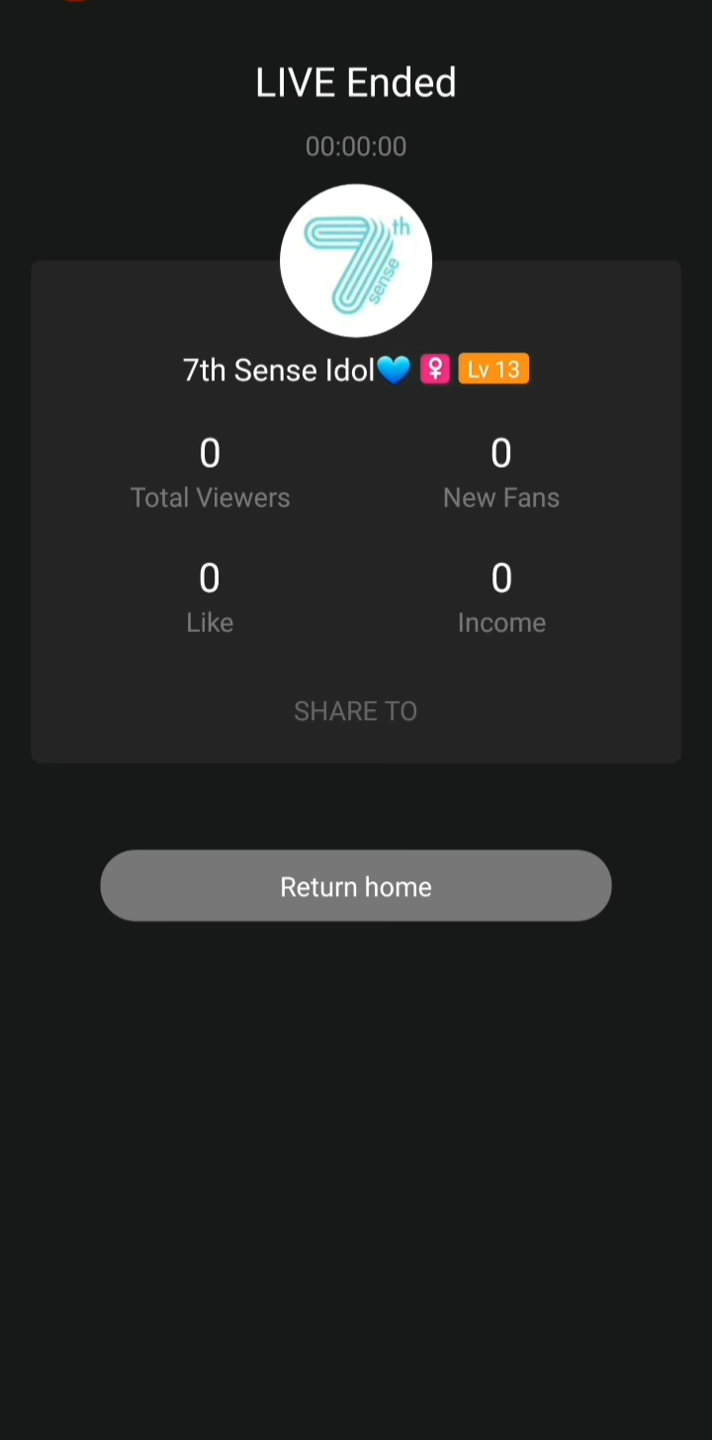 LIVE Ended
00:00:00
7th
sense
7th Sense Idol💙 ♀ Lv 13
0 0
Total Viewers New Fans
0 0
Like Income
SHARE TO
Return home